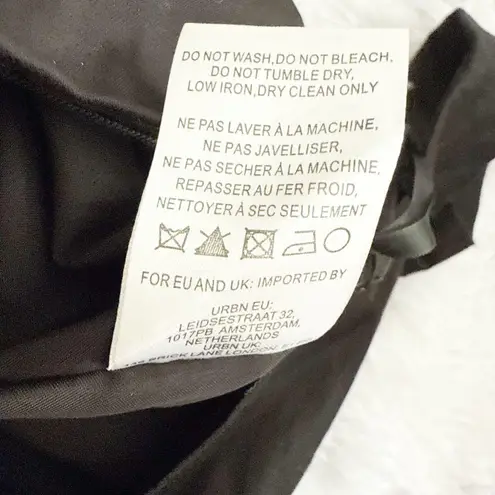 DO NOT WASH,DO NOT BLEACH,
DO NOT TUMBLE DRY,
LOW IRON,DRY CLEAN ONLY
NE PAS LAVER À LA MACHINE,
NE PAS JAVELLISER,
NE PAS SECHER À LA MACHINE,
REPASSER AU FER FROID,
NETTOYER À SEC SEULEMENT
FOR EU AND UK: IMPORTED BY
URBN EU:
LEIDSESTRAAT 32,
1017PB AMSTERDAM,
NETHERLANDS
URBN UK:
BRICK LANE LONDON,